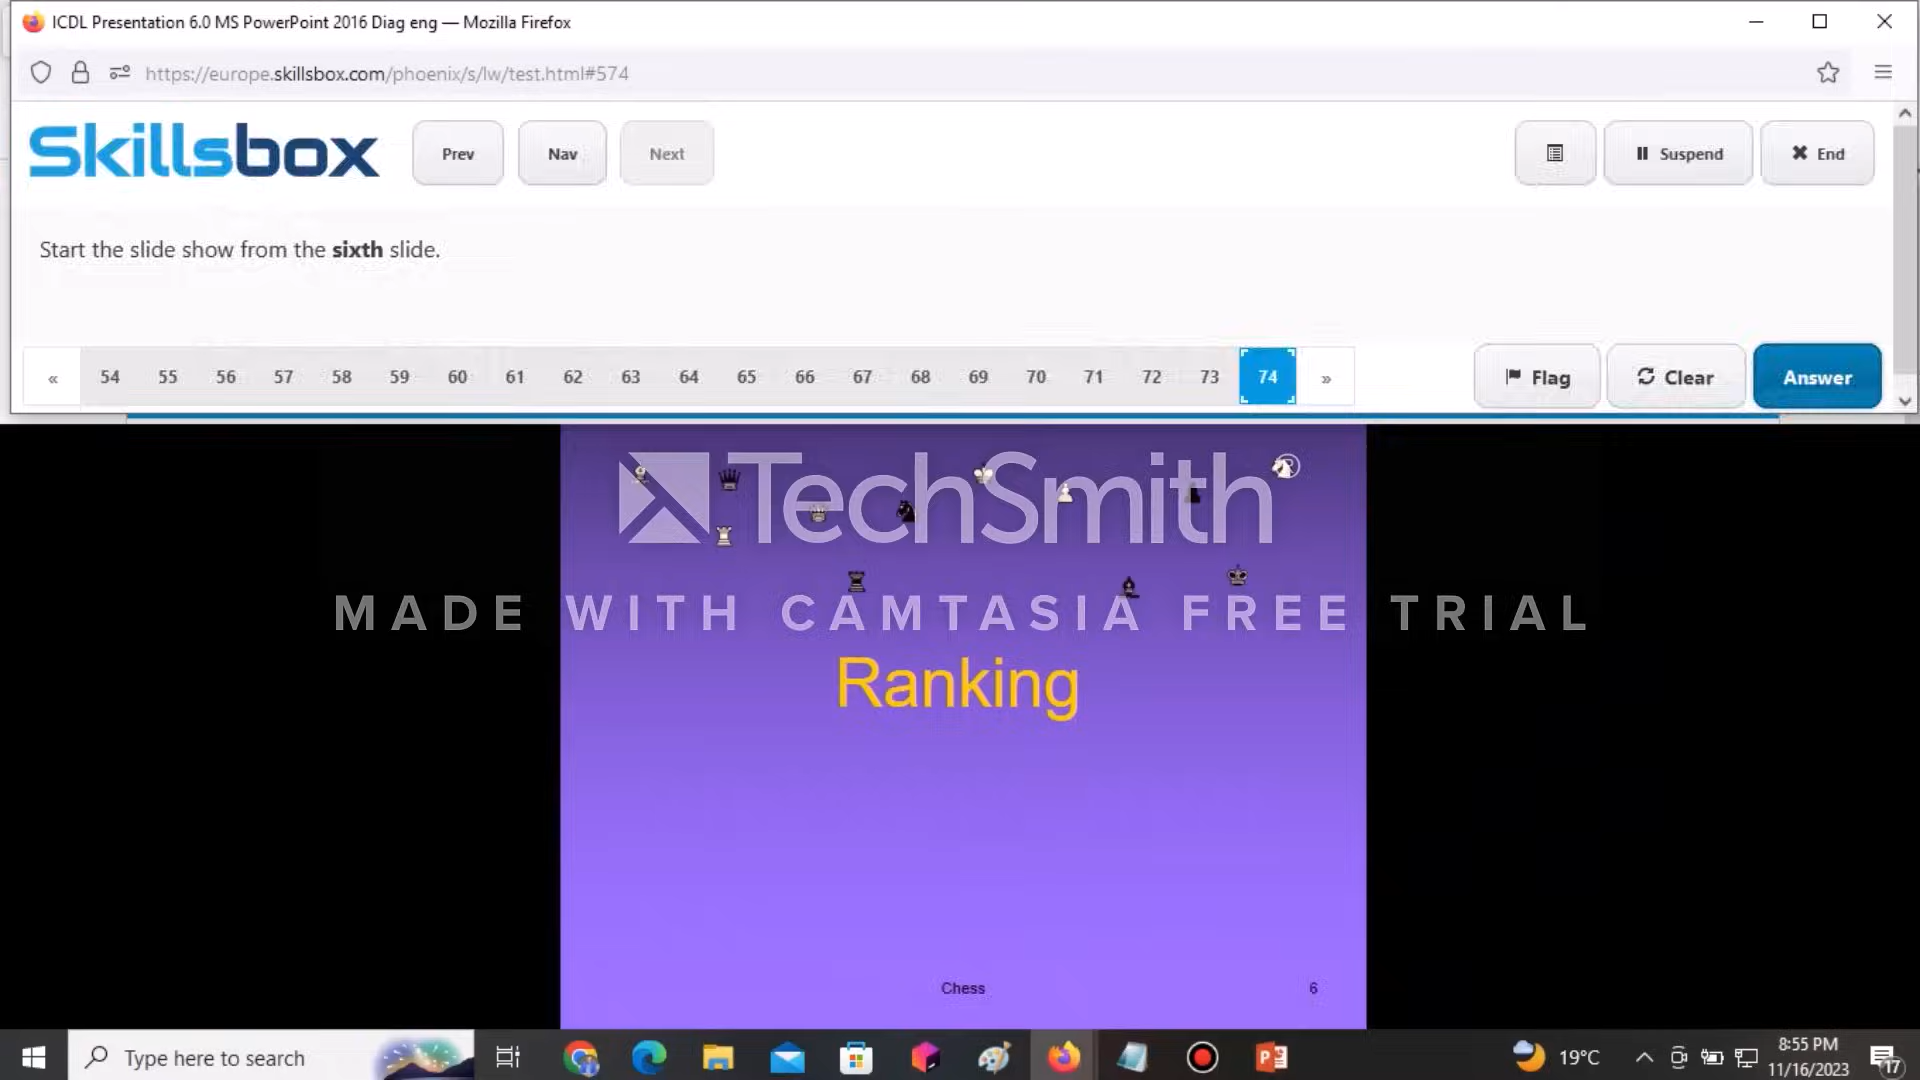 ICDL Presentation 6.0 MS PowerPoint 2016 Diag eng — Mozilla Firefox
https://europe.skillsbox.com/phoenix/s/lw/test.html#574
Skillsbox
Prev
Nav
Next
Suspend
End
Start the slide show from the sixth slide.
« 54 55 56 57 58 59 60 61 62 63 64 65 66 67 68 69 70 71 72 73 74 »
Flag
Clear
Answer
TechSmith
MADE WITH CAMTASIA FREE TRIAL
Ranking
Chess
6
Type here to search
19°C
8:55 PM
11/16/2023
17